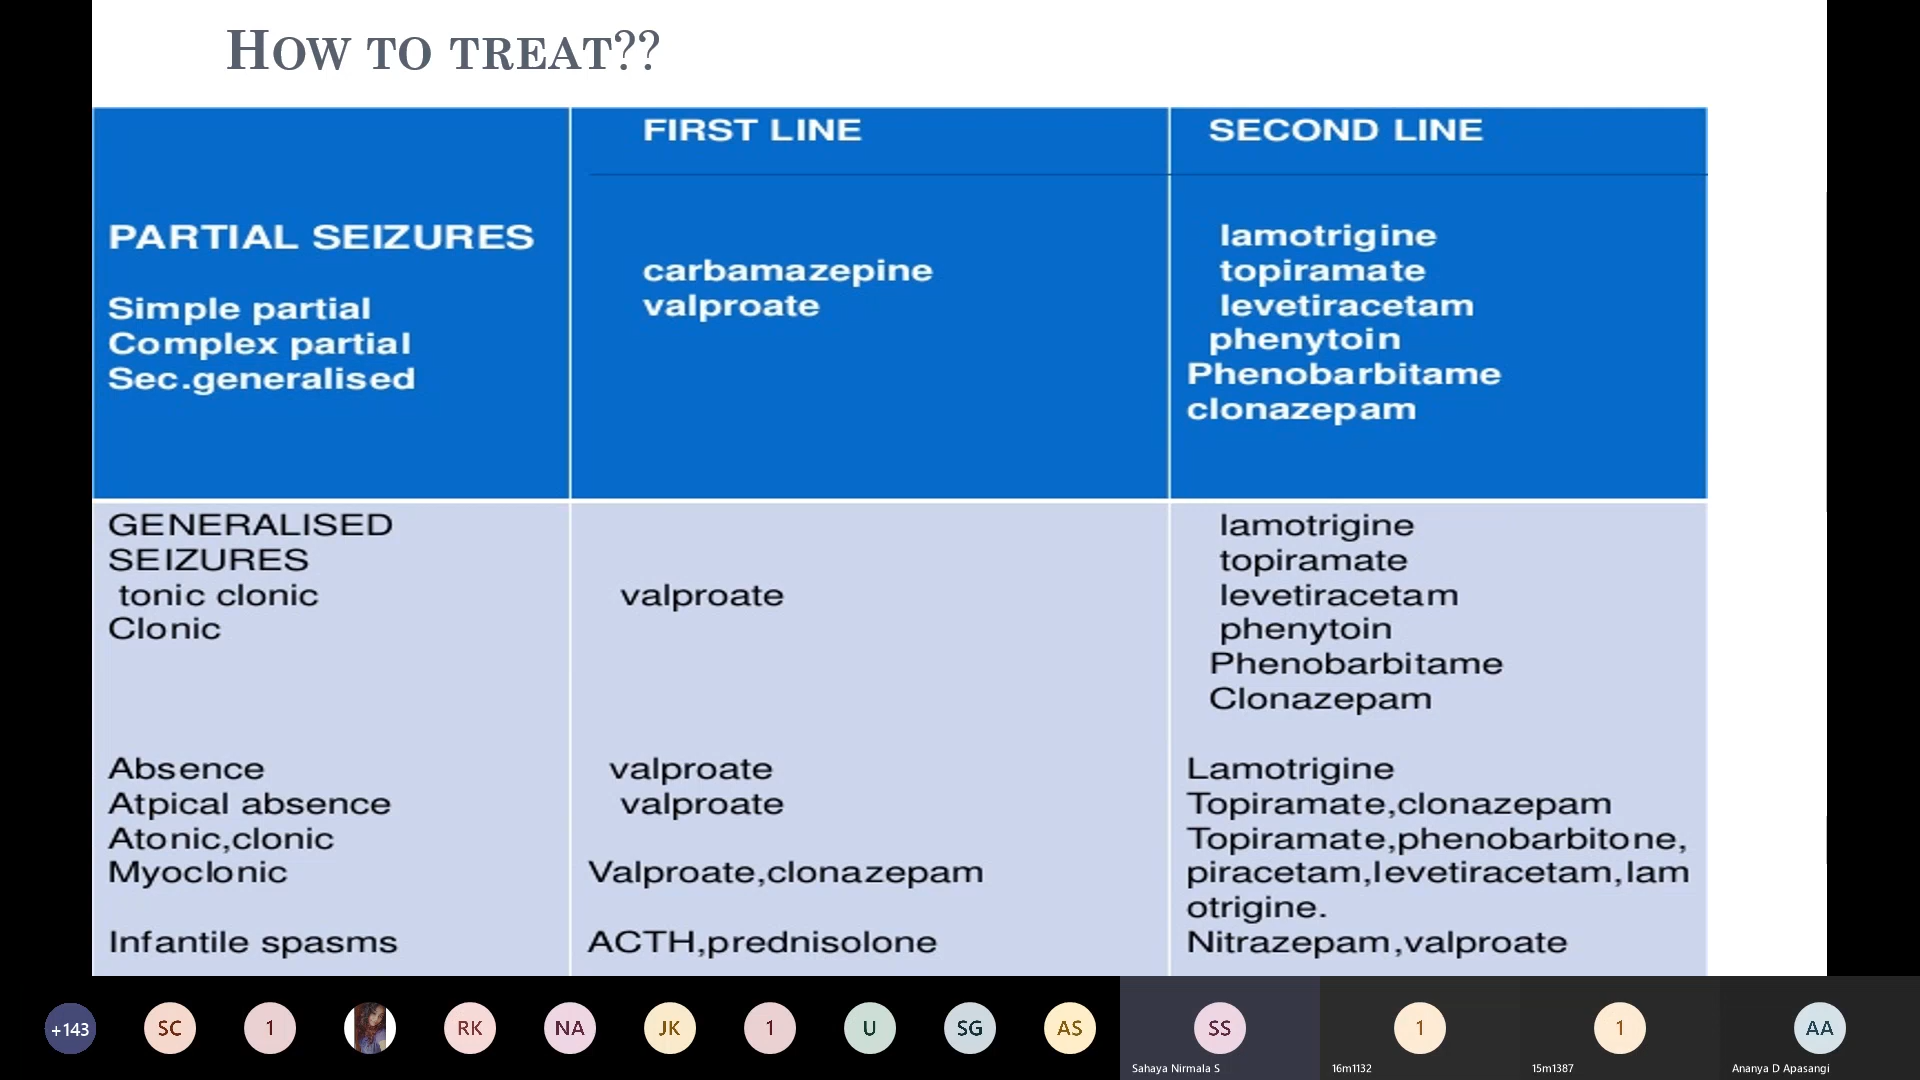 HOW TO TREAT??
FIRST LINE
SECOND LINE
PARTIAL SEIZURES
Simple partial
Complex partial
Sec.generalised
carbamazepine
valproate
lamotrigine
topiramate
levetiracetam
phenytoin
Phenobarbitame
clonazepam
GENERALISED
SEIZURES
tonic clonic
Clonic
valproate
lamotrigine
topiramate
levetiracetam
phenytoin
Phenobarbitame
Clonazepam
Absence
Atpical absence
Atonic,clonic
Myoclonic
Infantile spasms
valproate
valproate
Valproate,clonazepam
ACTH,prednisolone
Lamotrigine
Topiramate,clonazepam
Topiramate,phenobarbitone,
piracetam,levetiracetam,lam
otrigine.
Nitrazepam,valproate
+143
SC
1
RK
NA
JK
1
U
SG
AS
SS
Sahaya Nirmala S
1
16m1132
1
15m1387
AA
Ananya D Apasangi